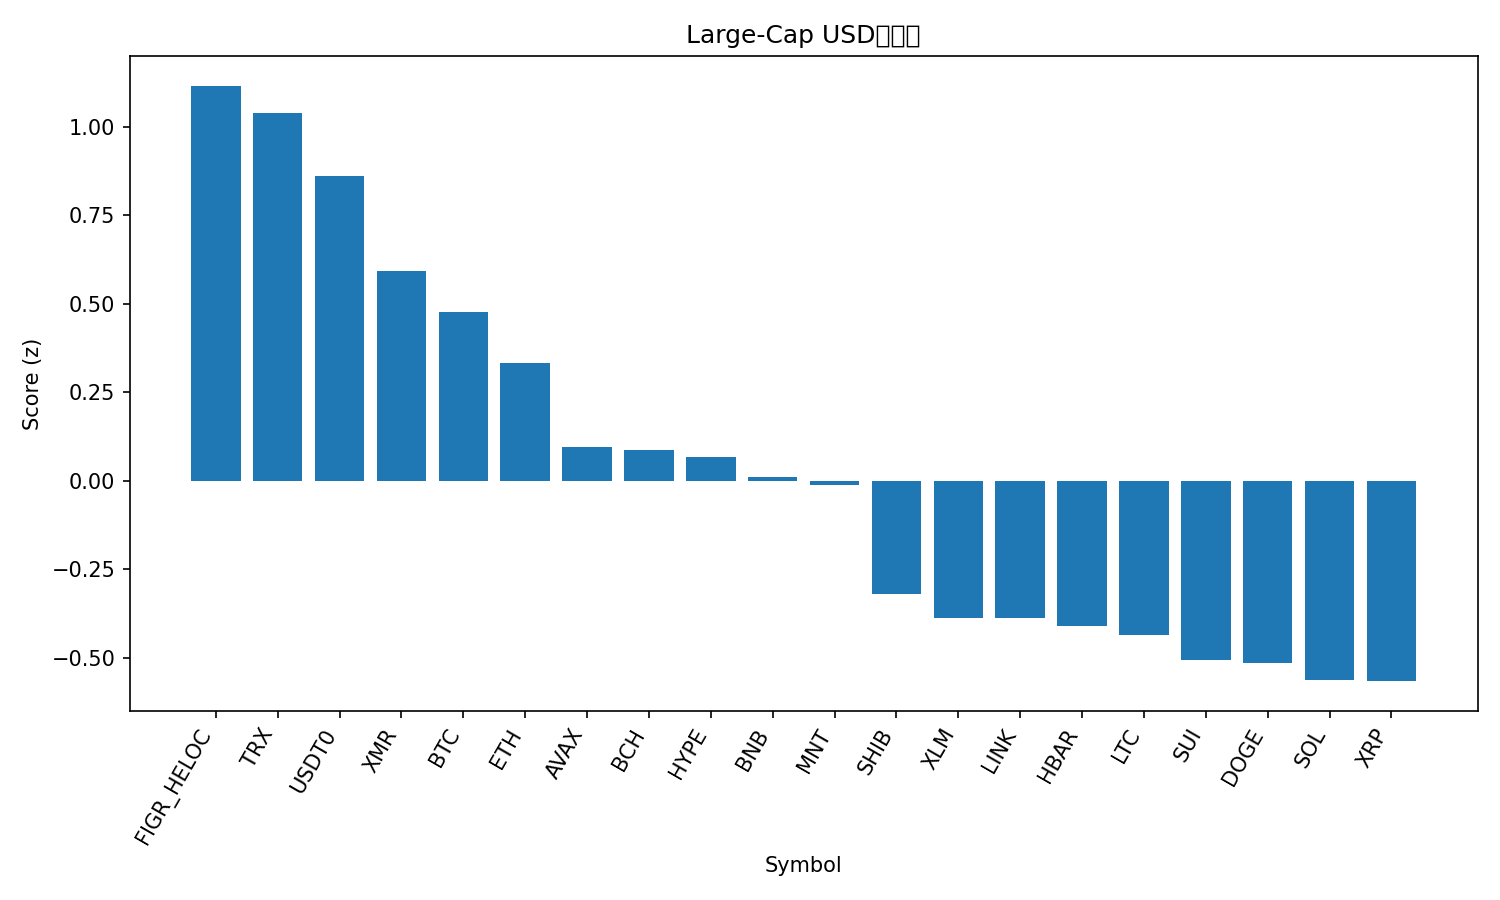 Large-Cap USD
1.00
0.75
0.50
0.25
0.00
−0.25
−0.50
Score (z)
FIGR_HELOC
TRX
USDT0
XMR
BTC
ETH
AVAX
BCH
HYPE
BNB
MNT
SHIB
XLM
LINK
HBAR
LTC
SUI
DOGE
SOL
XRP
Symbol